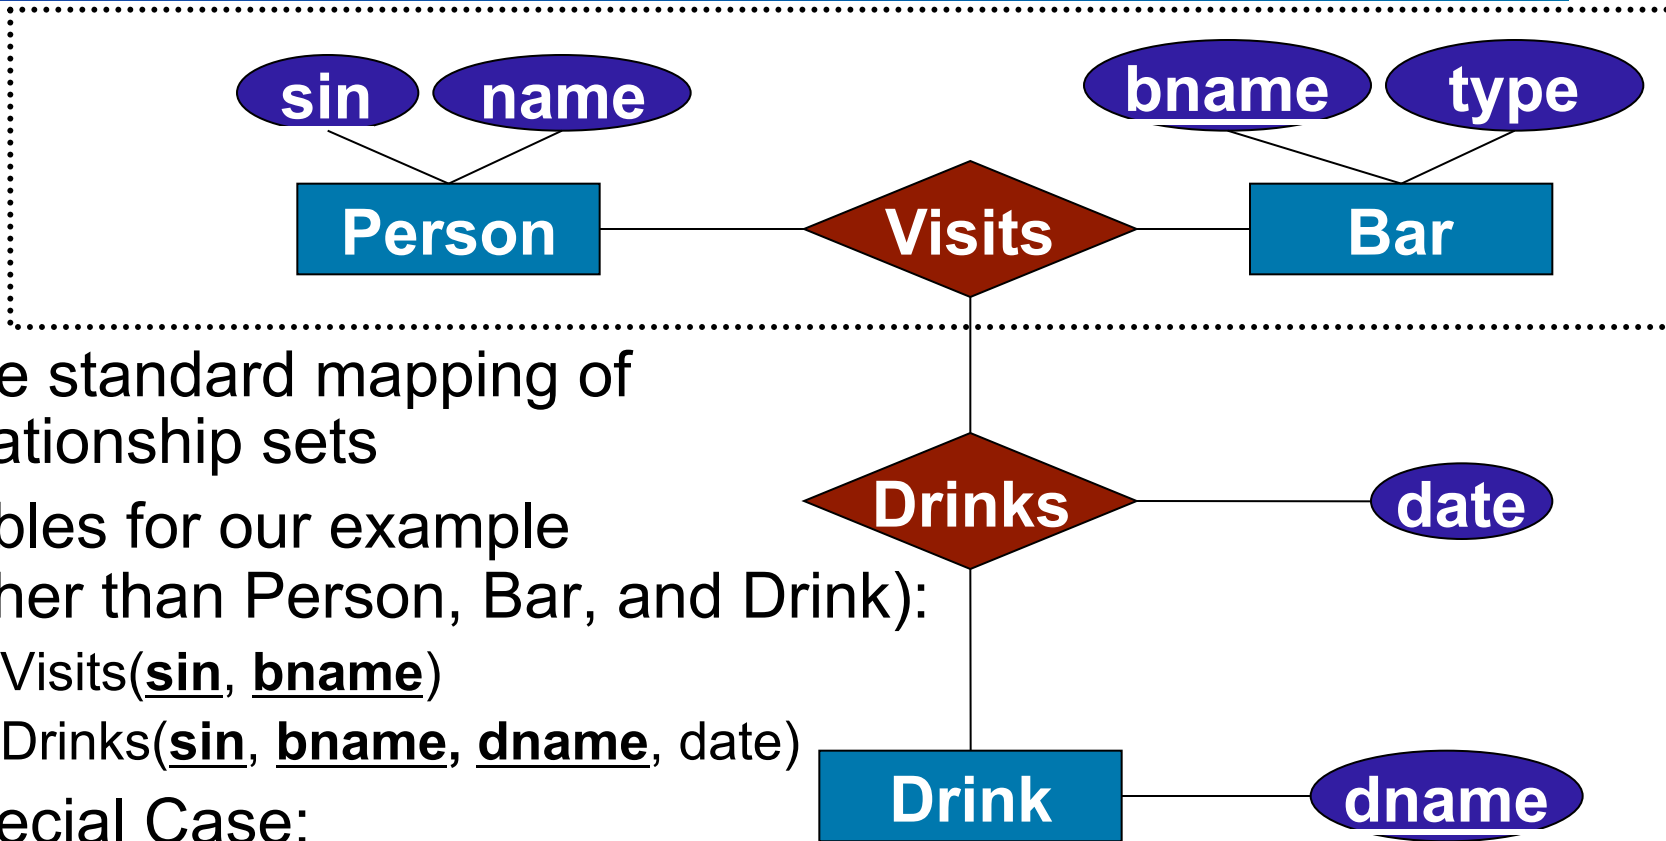 sin name bname type
Person Visits Bar
e standard mapping of
ationship sets
Drinks date
bles for our example
her than Person, Bar, and Drink):
Visits(sin, bname)
Drinks(sin, bname, dname, date)
Drink dname
ecial Case: